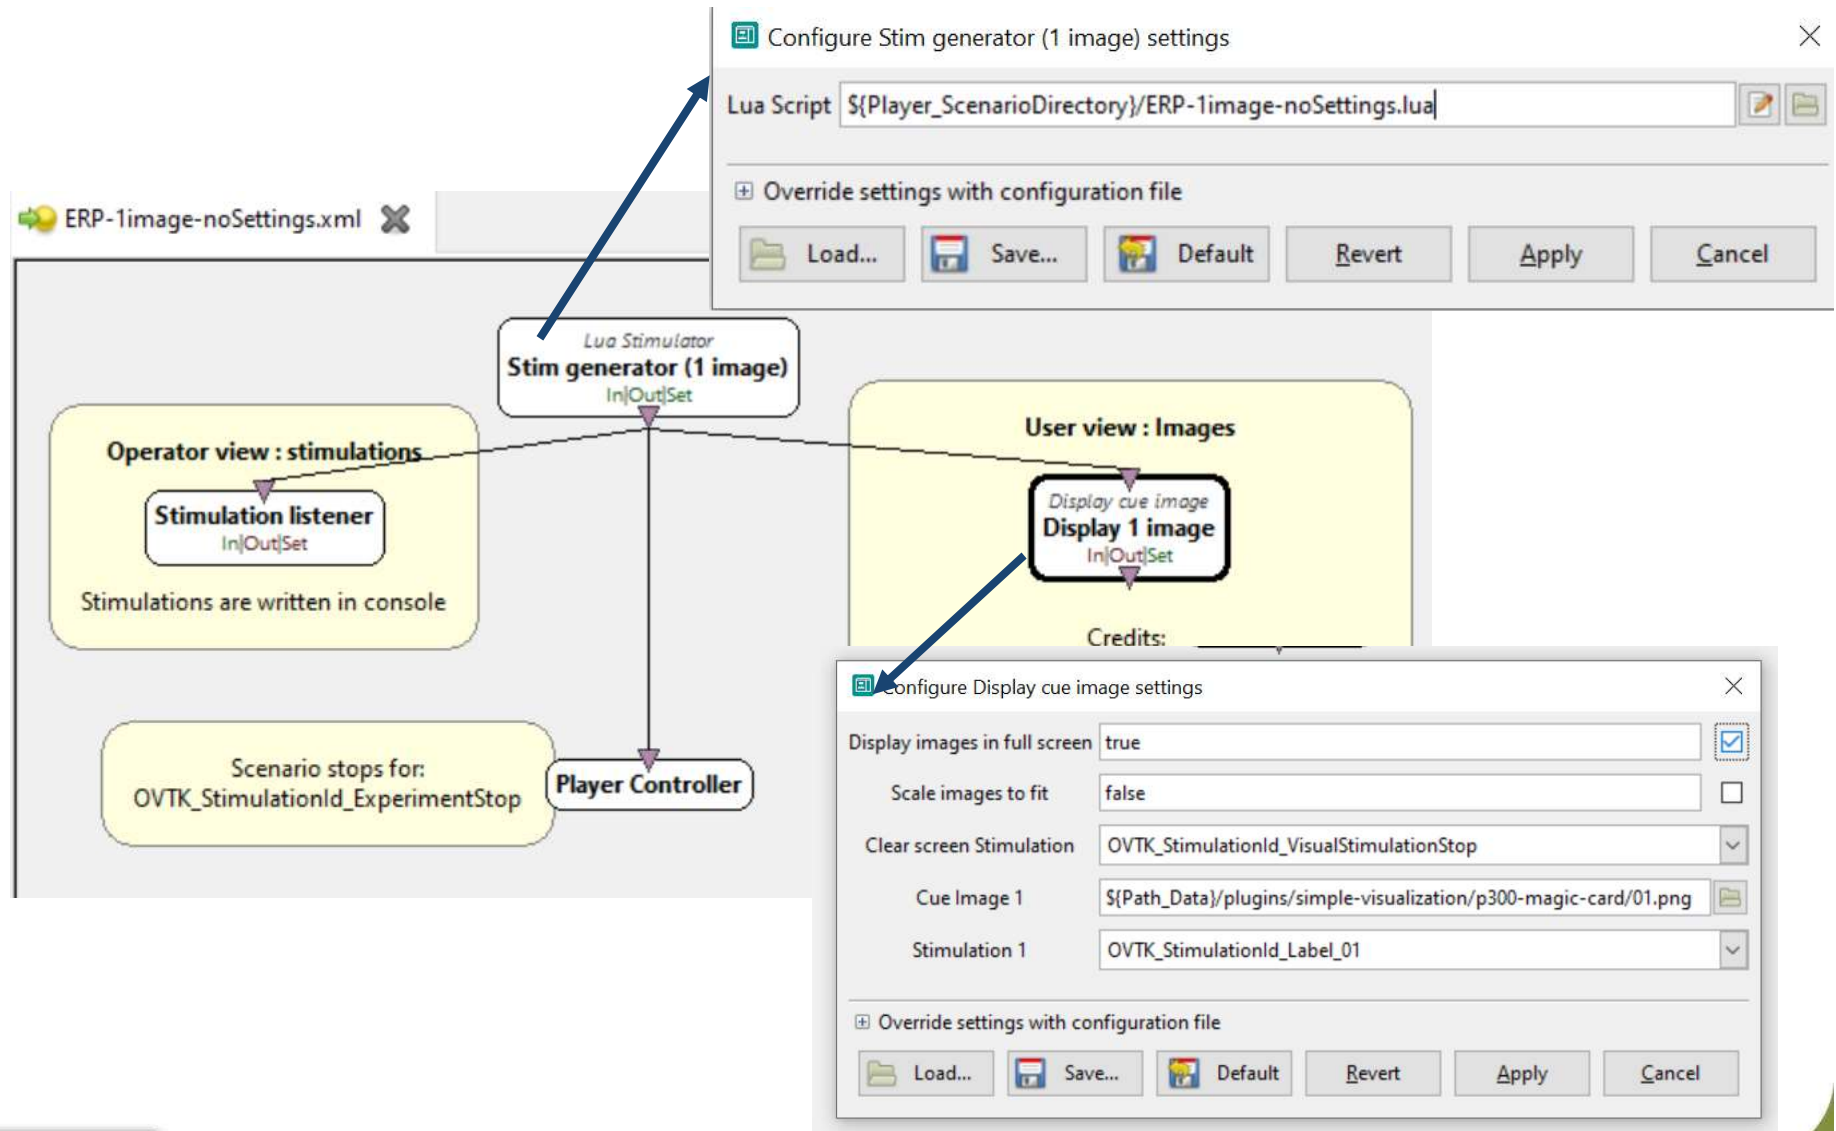 Configure Stim generator (1 image) settings
Lua Script ${Player_ScenarioDirectory}/ERP-1image-noSettings.lua
Override settings with configuration file
Load... Save... Default Revert Apply Cancel
ERP-1image-noSettings.xml
Lua Stimulator
Stim generator (1 image)
In|Out|Set
Operator view : stimulations
Stimulation listener
In|Out|Set
Stimulations are written in console
User view : Images
Display cue image
Display 1 image
In|Out|Set
Credits:
Scenario stops for:
OVTK_StimulationId_ExperimentStop
Player Controller
Configure Display cue image settings
Display images in full screen true
Scale images to fit false
Clear screen Stimulation OVTK_StimulationId_VisualStimulationStop
Cue Image 1 ${Path_Data}/plugins/simple-visualization/p300-magic-card/01.png
Stimulation 1 OVTK_StimulationId_Label_01
Override settings with configuration file
Load... Save... Default Revert Apply Cancel